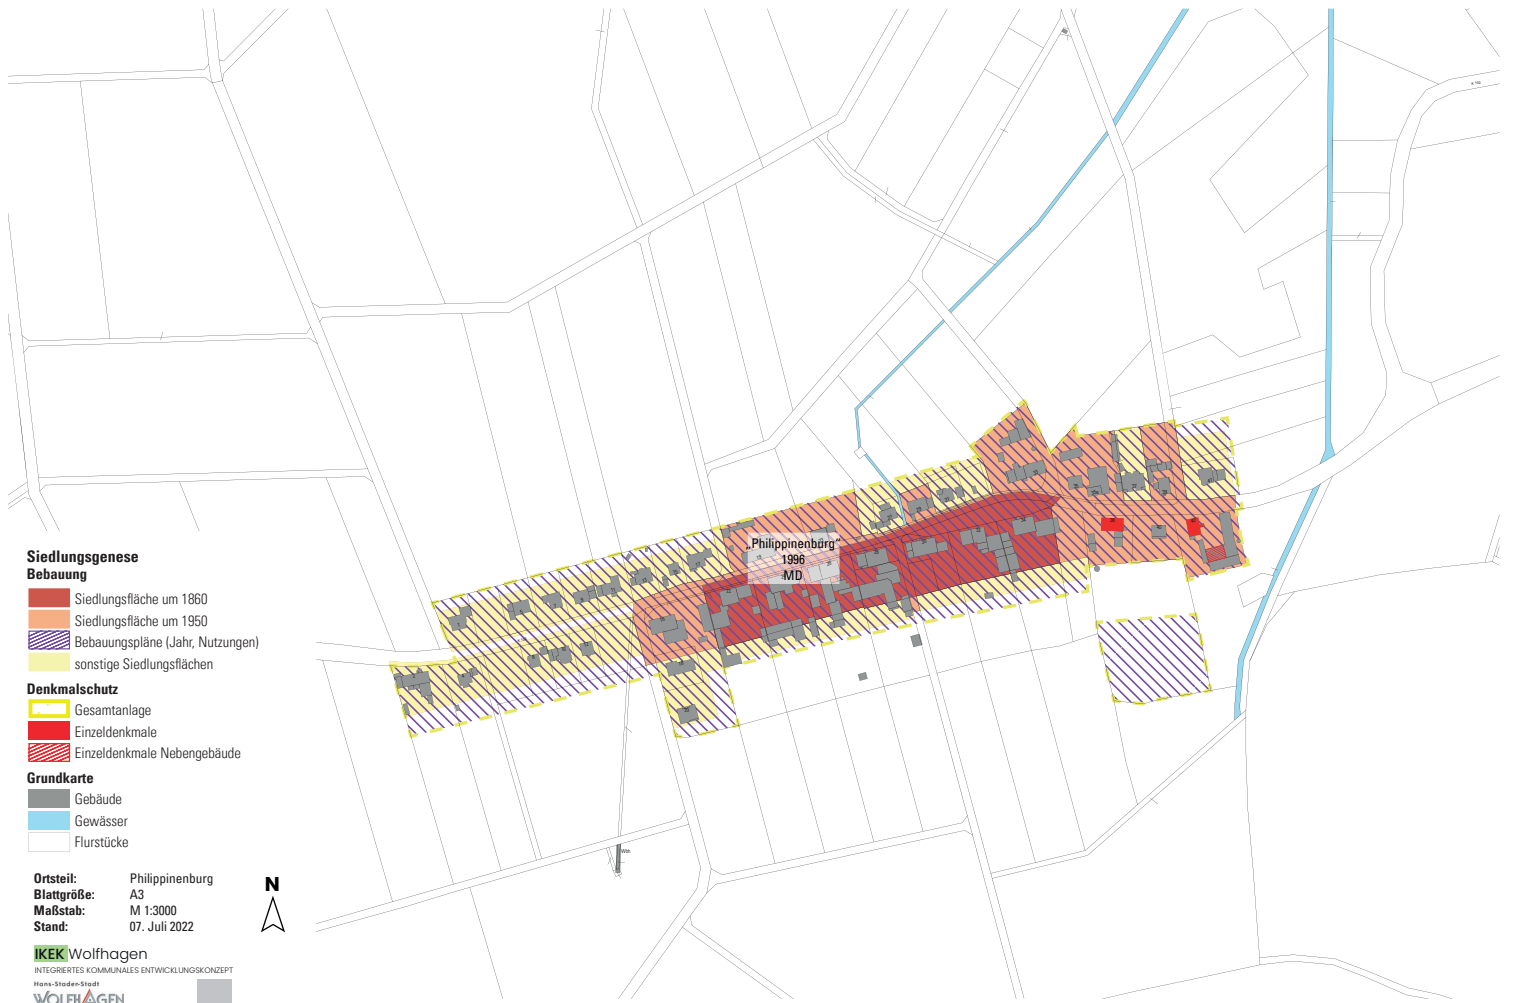 „Philippinenburg“
1996
MD
Siedlungsgenese
Bebauung
Siedlungsfläche um 1860
Siedlungsfläche um 1950
Bebauungspläne (Jahr, Nutzungen)
sonstige Siedlungsflächen
Denkmalschutz
Gesamtanlage
Einzeldenkmale
Einzeldenkmale Nebengebäude
Grundkarte
Gebäude
Gewässer
Flurstücke
Ortsteil: Philippinenburg
Blattgröße: A3
Maßstab: M 1:3000
Stand: 07. Juli 2022
N
IKEK Wolfhagen
INTEGRIERTES KOMMUNALES ENTWICKLUNGSKONZEPT
Hans-Staden-Stadt
WOLFHAGEN